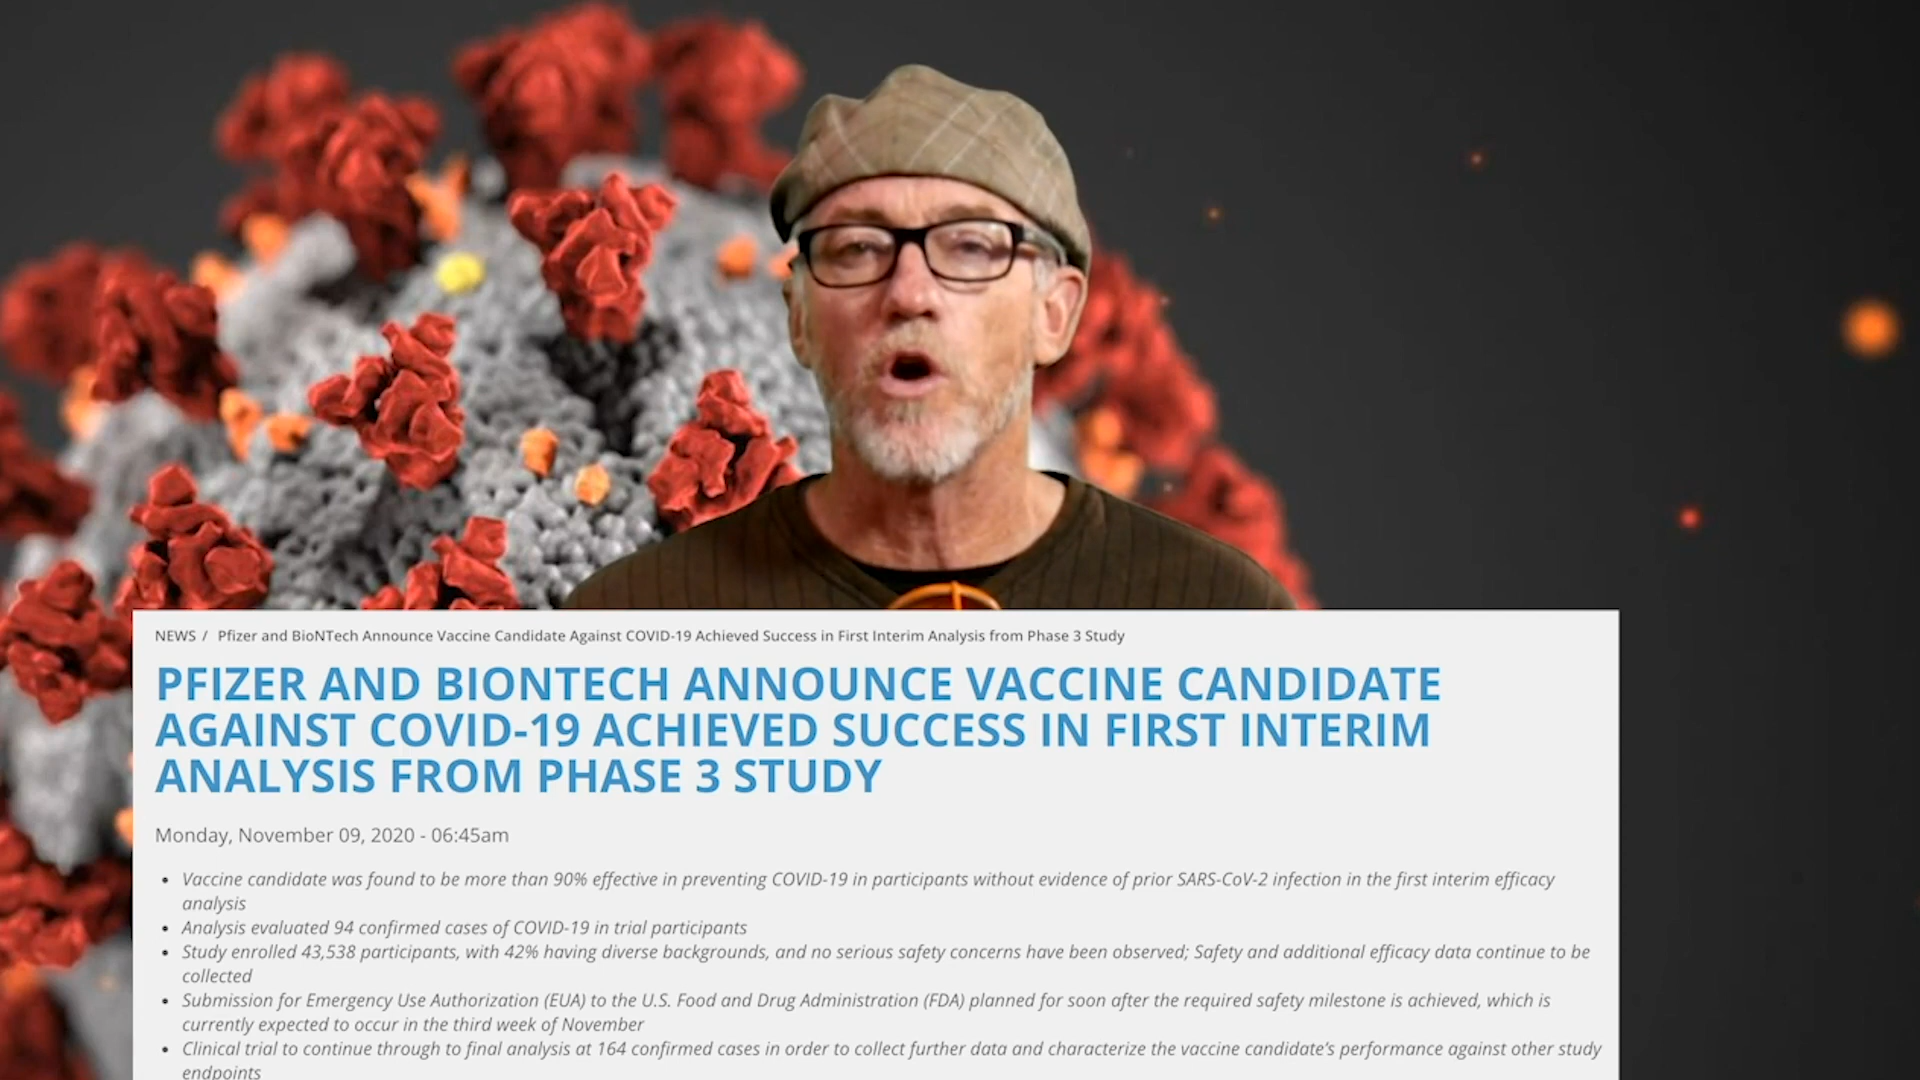 NEWS / Pfizer and BioNTech Announce Vaccine Candidate Against COVID-19 Achieved Success in First Interim Analysis from Phase 3 Study
PFIZER AND BIONTECH ANNOUNCE VACCINE CANDIDATE
AGAINST COVID-19 ACHIEVED SUCCESS IN FIRST INTERIM
ANALYSIS FROM PHASE 3 STUDY
Monday, November 09, 2020 - 06:45am
• Vaccine candidate was found to be more than 90% effective in preventing COVID-19 in participants without evidence of prior SARS-CoV-2 infection in the first interim efficacy
analysis
• Analysis evaluated 94 confirmed cases of COVID-19 in trial participants
• Study enrolled 43,538 participants, with 42% having diverse backgrounds, and no serious safety concerns have been observed; Safety and additional efficacy data continue to be
collected
• Submission for Emergency Use Authorization (EUA) to the U.S. Food and Drug Administration (FDA) planned for soon after the required safety milestone is achieved, which is
currently expected to occur in the third week of November
• Clinical trial to continue through to final analysis at 164 confirmed cases in order to collect further data and characterize the vaccine candidate's performance against other study
endpoints